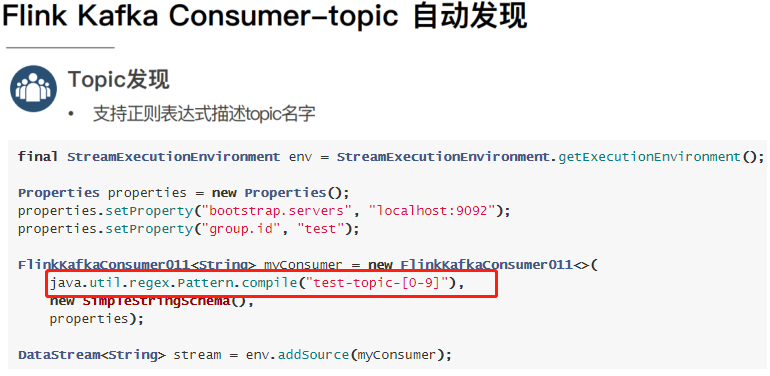 Flink Kafka Consumer–topic 自动发现
Topic发现
• 支持正则表达式描述topic名字
final StreamExecutionEnvironment env = StreamExecutionEnvironment.getExecutionEnvironment();
Properties properties = new Properties();
properties.setProperty("bootstrap.servers", "localhost:9092");
properties.setProperty("group.id", "test");
FlinkKafkaConsumer011<String> myConsumer = new FlinkKafkaConsumer011<>(
java.util.regex.Pattern.compile("test-topic-[0-9]"),
new SimpleStringSchema(),
properties);
DataStream<String> stream = env.addSource(myConsumer);